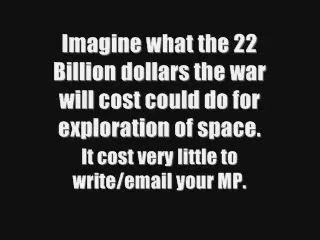 Imagine what the 22
Billion dollars the war
will cost could do for
exploration of space.
It cost very little to
write/email your MP.